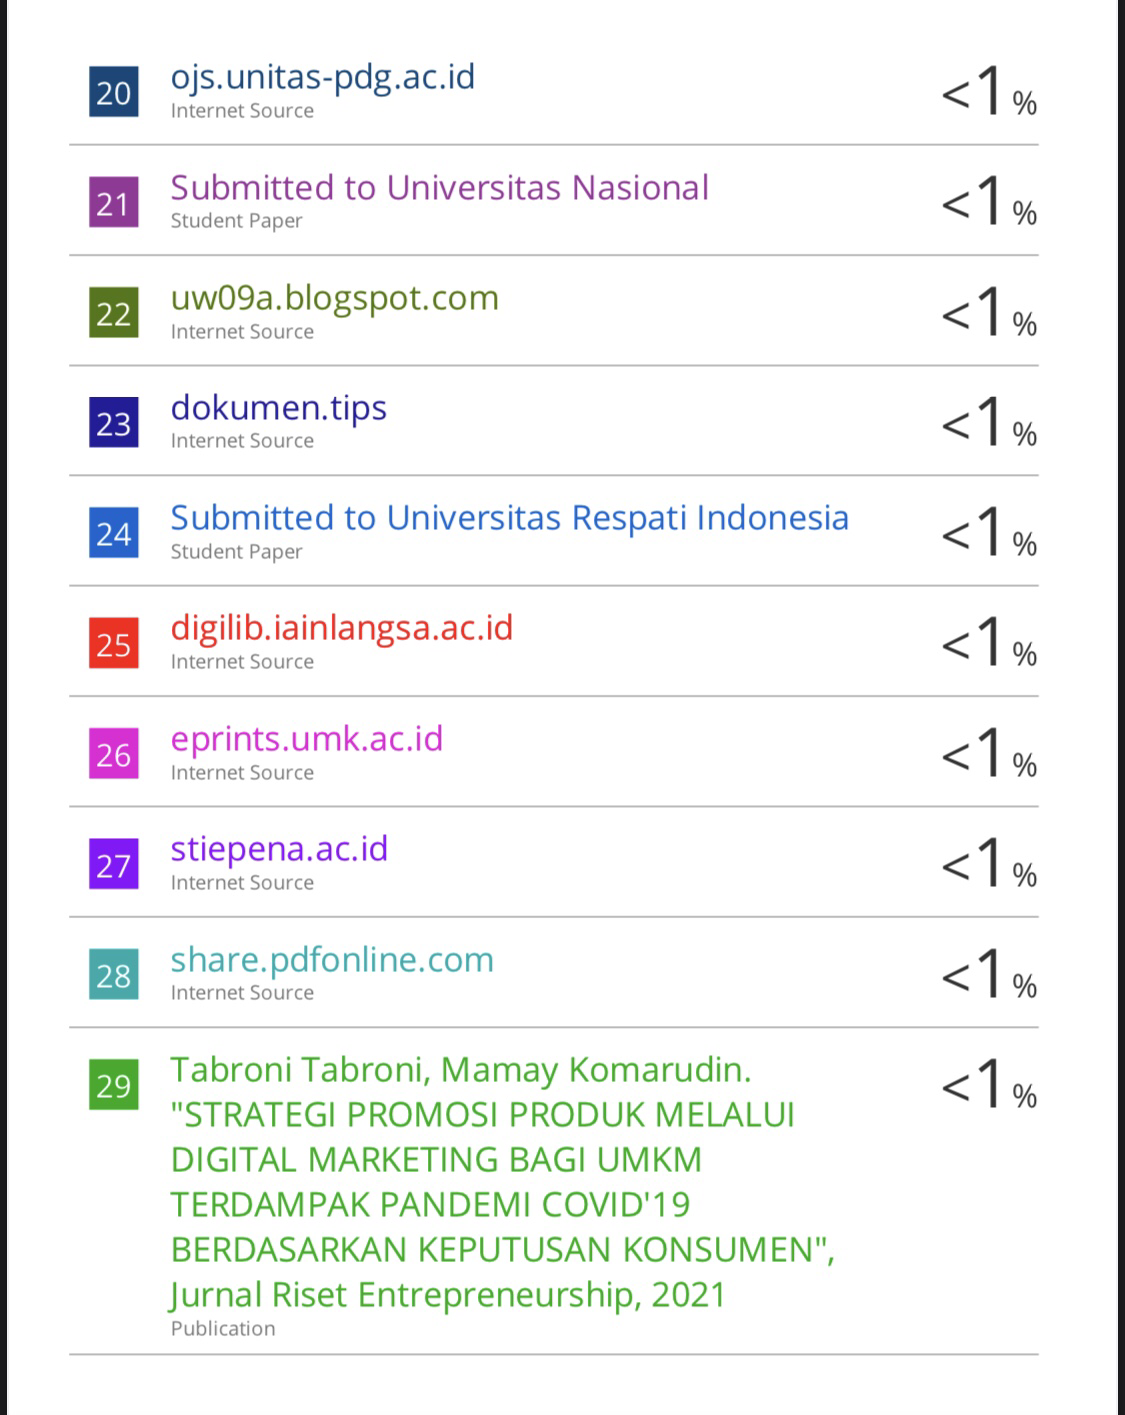 20 ojs.unitas-pdg.ac.id <1%
Internet Source
21 Submitted to Universitas Nasional <1%
Student Paper
22 uw09a.blogspot.com <1%
Internet Source
23 dokumen.tips <1%
Internet Source
24 Submitted to Universitas Respati Indonesia <1%
Student Paper
25 digilib.iainlangsa.ac.id <1%
Internet Source
26 eprints.umk.ac.id <1%
Internet Source
27 stiepena.ac.id <1%
Internet Source
28 share.pdfonline.com <1%
Internet Source
29 Tabroni Tabroni, Mamay Komarudin. <1%
"STRATEGI PROMOSI PRODUK MELALUI
DIGITAL MARKETING BAGI UMKM
TERDAMPAK PANDEMI COVID'19
BERDASARKAN KEPUTUSAN KONSUMEN",
Jurnal Riset Entrepreneurship, 2021
Publication